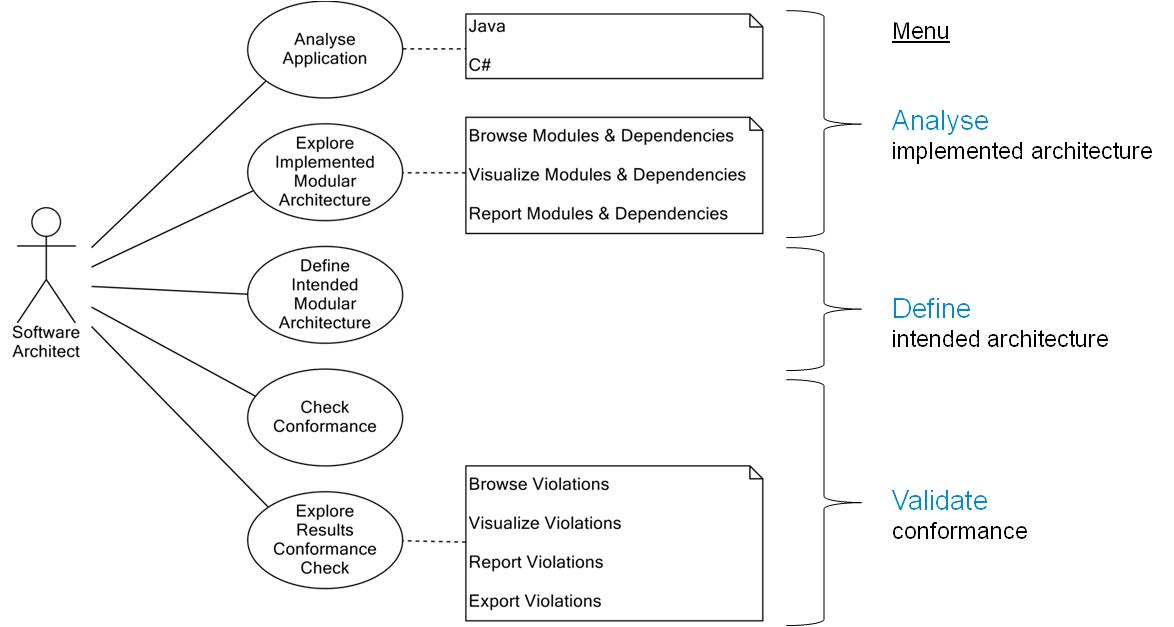 Analyse
Application
Java
C#
Menu
Analyse
implemented architecture
Explore
Implemented
Modular
Architecture
Browse Modules & Dependencies
Visualize Modules & Dependencies
Report Modules & Dependencies
Software
Architect
Define
Intended
Modular
Architecture
Define
intended architecture
Check
Conformance
Explore
Results
Conformance
Check
Browse Violations
Visualize Violations
Report Violations
Export Violations
Validate
conformance